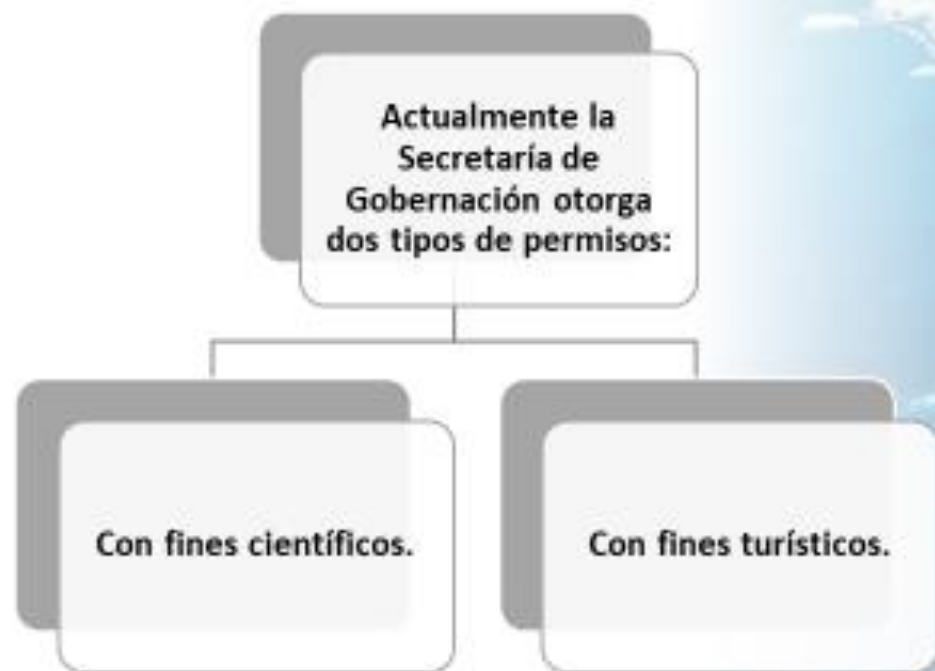 Actualmente la
Secretaría de
Gobernación otorga
dos tipos de permisos:
Con fines científicos.
Con fines turísticos.